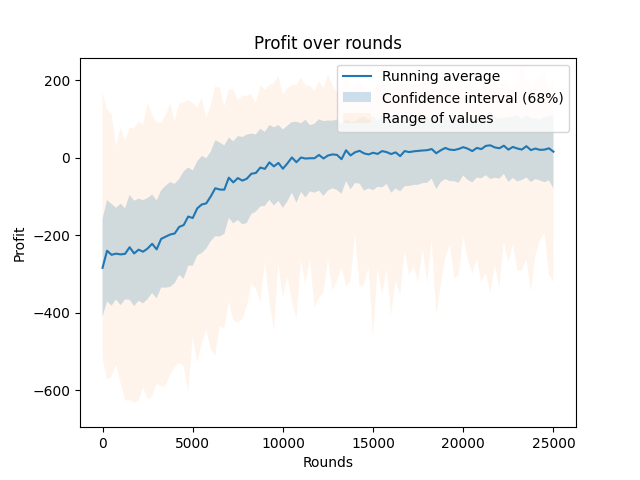 Profit over rounds
Running average
Confidence interval (68%)
Range of values
200
0
−200
−400
−600
Profit
0
5000
10000
15000
20000
25000
Rounds